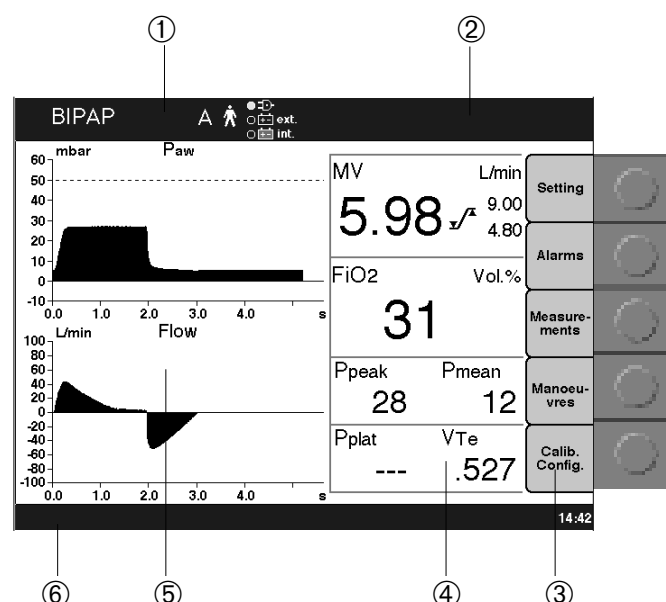 ① ②
BIPAP A ext.
int.
mbar Paw
60
50
40
30
20
10
0
-10
0.0 1.0 2.0 3.0 4.0 s
L/min Flow
100
80
60
40
20
0
-20
-40
-60
-80
-100
0.0 1.0 2.0 3.0 4.0 s
MV L/min
5.98 9.00
4.80
FiO2 Vol.%
31
Ppeak Pmean
28 12
Pplat VTe
--- .527
Setting
Alarms
Measure-
ments
Manoeu-
vres
Calib.
Config.
14:42
⑥ ⑤ ④ ③